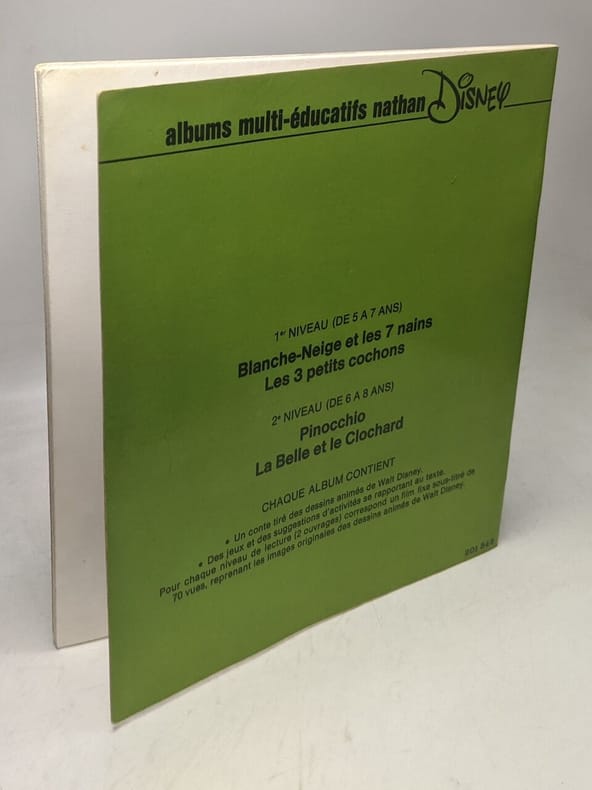 albums multi-éducatifs nathan Disney
1er NIVEAU (DE 5 A 7 ANS)
Blanche-Neige et les 7 nains
Les 3 petits cochons
2e NIVEAU (DE 6 A 8 ANS)
Pinocchio
La Belle et le Clochard
CHAQUE ALBUM CONTIENT
• Un conte tiré des dessins animés de Walt Disney.
• Des jeux et des suggestions d'activités se rapportant au texte.
Pour chaque niveau de lecture (2 ouvrages) correspond un film fixe sous-titré de
70 vues, reprenant les images originales des dessins animés de Walt Disney.